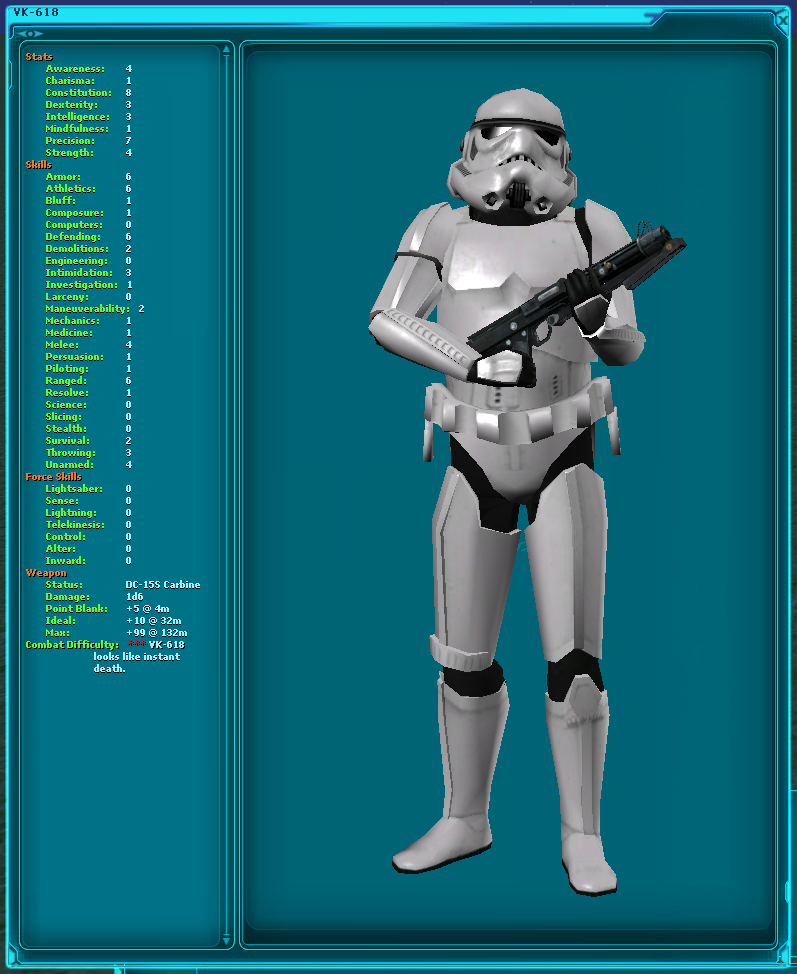 VK-618
Stats
Awareness: 4
Charisma: 1
Constitution: 8
Dexterity: 3
Intelligence: 3
Mindfulness: 1
Precision: 7
Strength: 4
Skills
Armor: 6
Athletics: 6
Bluff: 1
Composure: 1
Computers: 0
Defending: 6
Demolitions: 2
Engineering: 0
Intimidation: 3
Investigation: 1
Larceny: 0
Maneuverability: 2
Mechanics: 1
Medicine: 1
Melee: 4
Persuasion: 1
Piloting: 1
Ranged: 6
Resolve: 1
Science: 0
Slicing: 0
Stealth: 0
Survival: 2
Throwing: 3
Unarmed: 4
Force Skills
Lightsaber: 0
Sense: 0
Lightning: 0
Telekinesis: 0
Control: 0
Alter: 0
Inward: 0
Weapon
Status: DC-15S Carbine
Damage: 1d6
Point Blank: +5 @ 4m
Ideal: +10 @ 32m
Max: +99 @ 132m
Combat Difficulty: !!! VK-618
looks like instant
death.